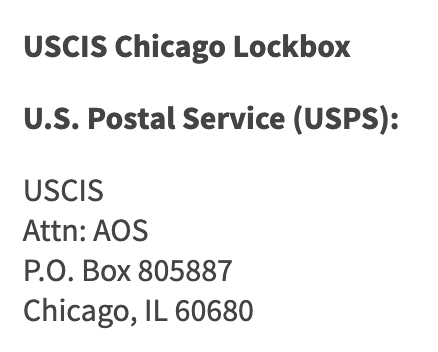 USCIS Chicago Lockbox
U.S. Postal Service (USPS):
USCIS
Attn: AOS
P.O. Box 805887
Chicago, IL 60680